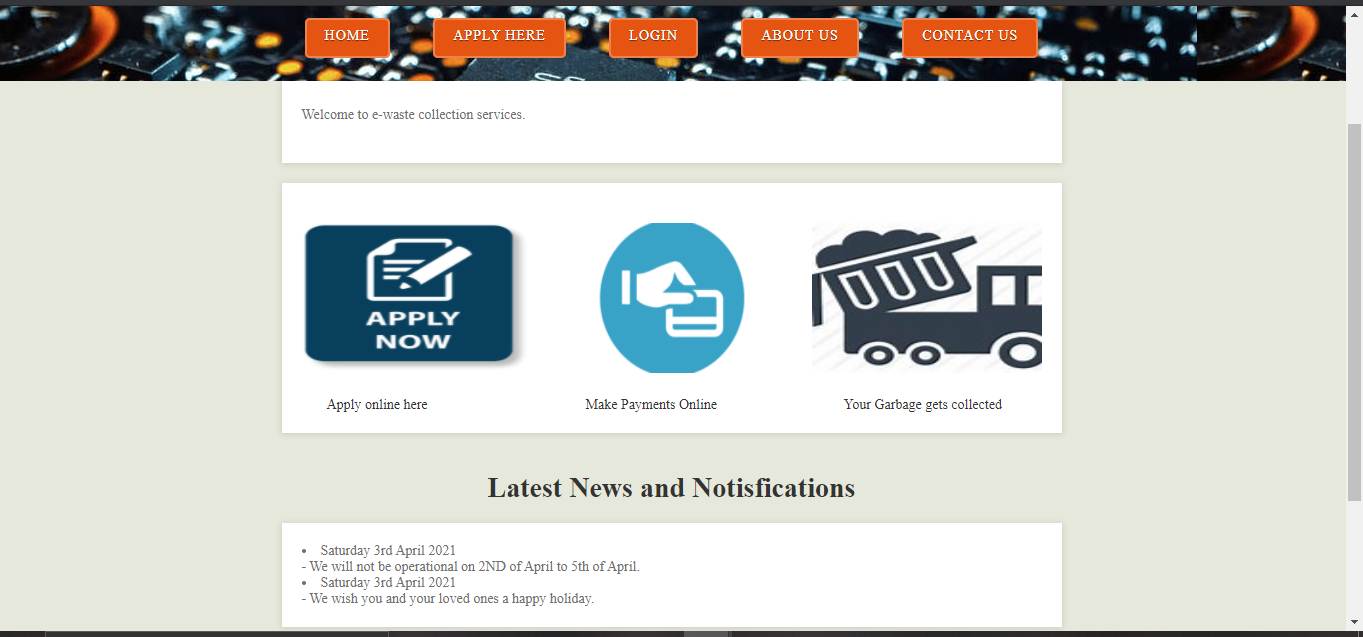 HOME APPLY HERE LOGIN ABOUT US CONTACT US
Welcome to e-waste collection services.
APPLY
NOW
Apply online here Make Payments Online Your Garbage gets collected
Latest News and Notisfications
• Saturday 3rd April 2021
- We will not be operational on 2ND of April to 5th of April.
• Saturday 3rd April 2021
- We wish you and your loved ones a happy holiday.